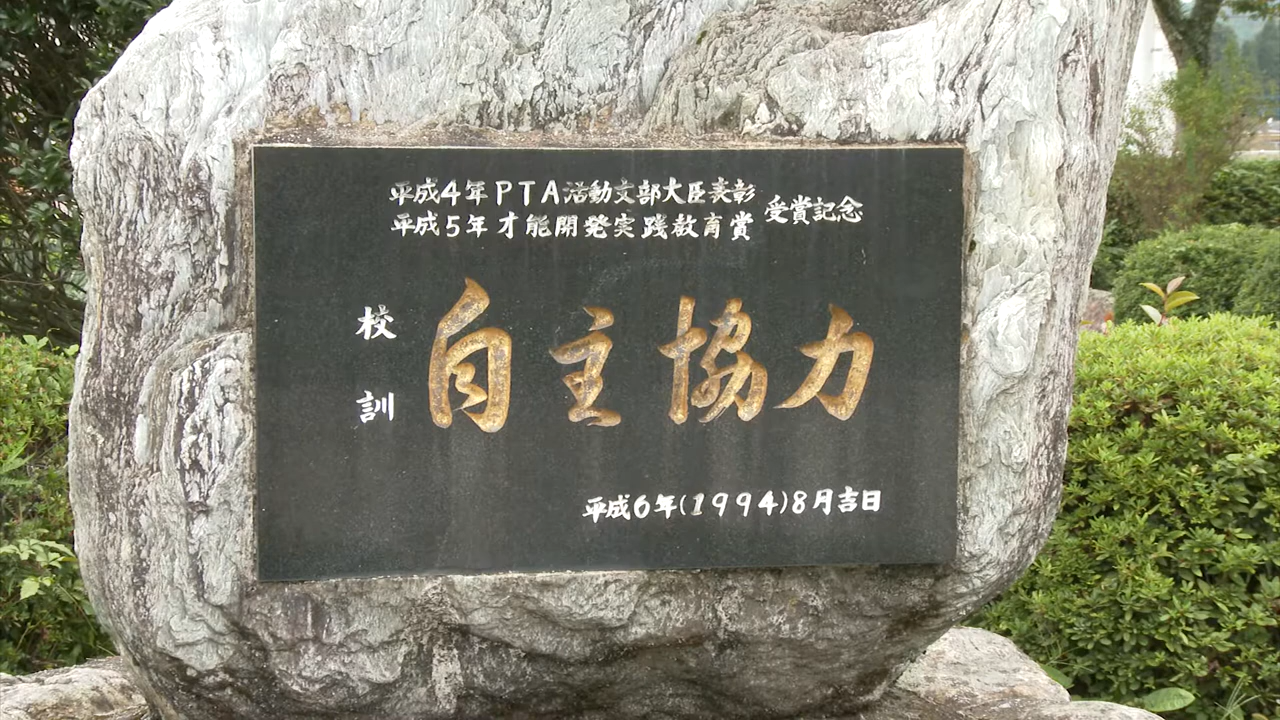 平成4年PTA活動文部大臣表彰
平成5年才能開発実践教育賞
受賞記念
校訓
自主協力
平成6年(1994)8月吉日